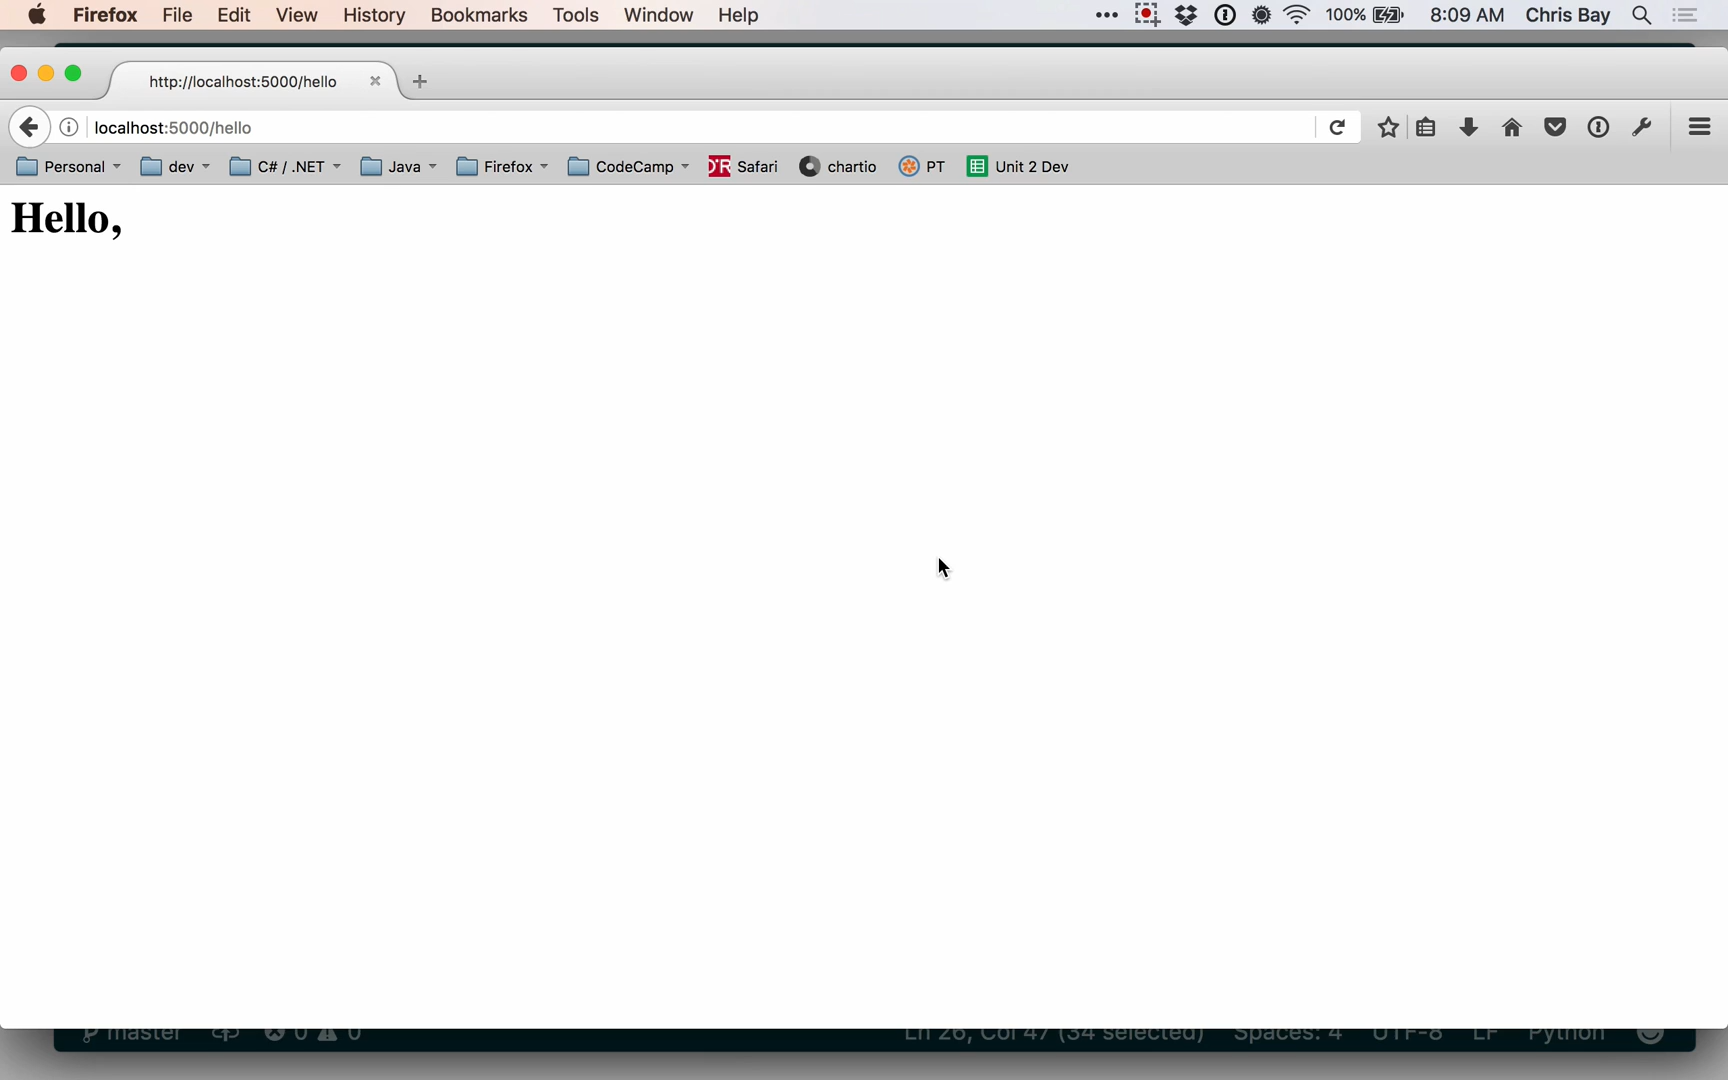 Firefox File Edit View History Bookmarks Tools Window Help 100% 8:09 AM Chris Bay
http://localhost:5000/hello
localhost:5000/hello
Personal dev C# / .NET Java Firefox CodeCamp Safari chartio PT Unit 2 Dev
Hello,
master 0 0 Ln 26, Col 47 (34 selected) Spaces: 4 UTF-8 LF Python